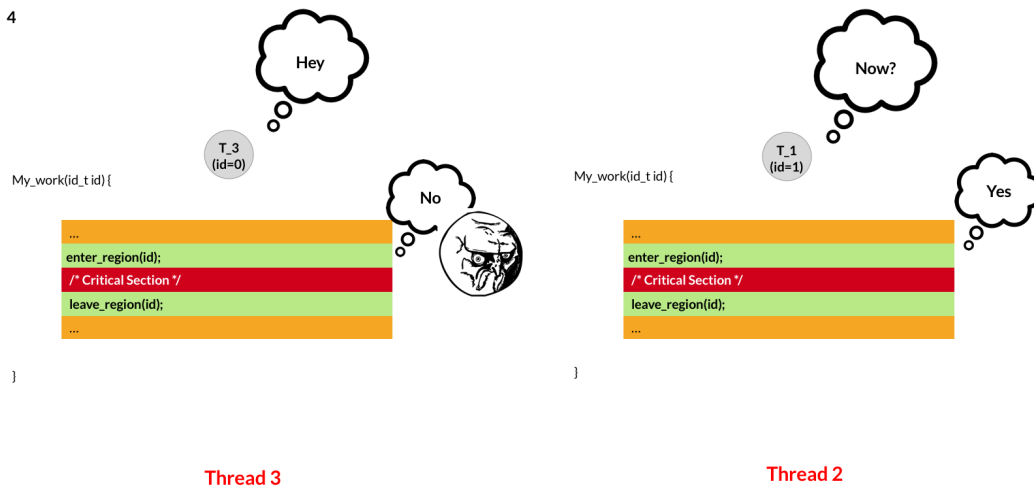 4
Hey
T_3
(id=0)
My_work(id_t id) {
No
...
enter_region(id);
/* Critical Section */
leave_region(id);
...
}
Thread 3
Now?
T_1
(id=1)
My_work(id_t id) {
Yes
...
enter_region(id);
/* Critical Section */
leave_region(id);
...
}
Thread 2